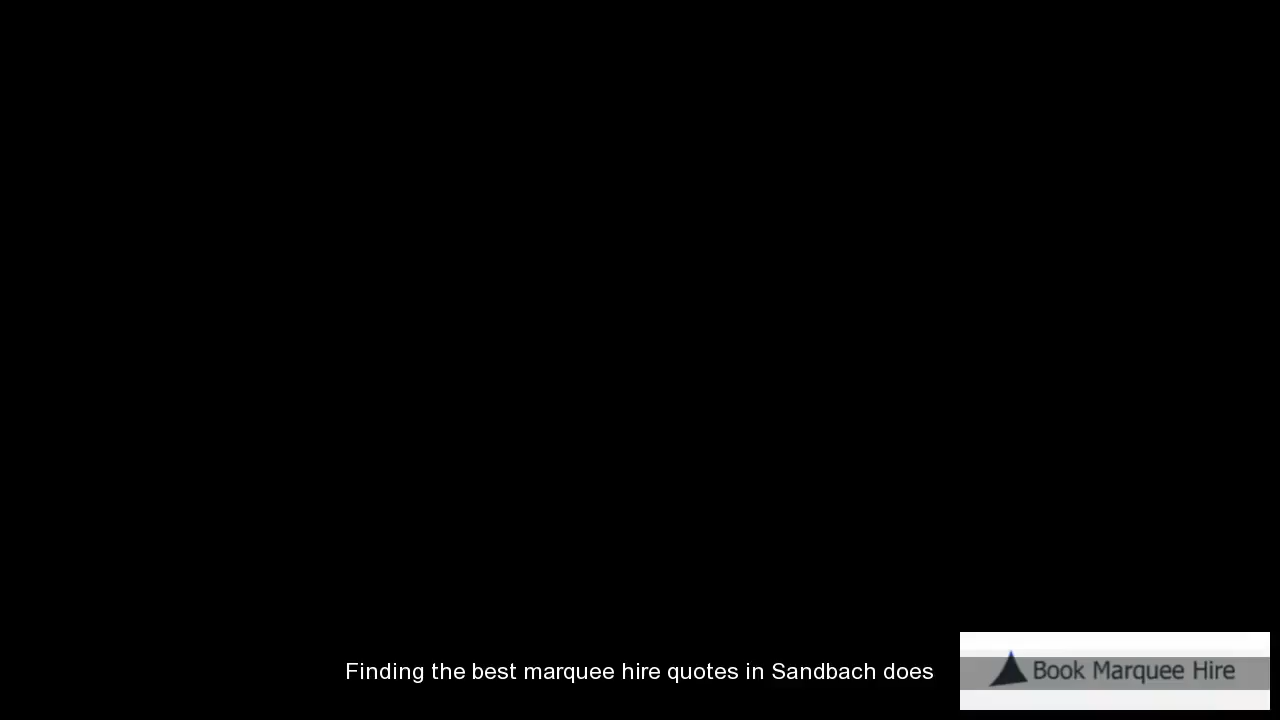 Finding the best marquee hire quotes in Sandbach does
Book Marquee Hire